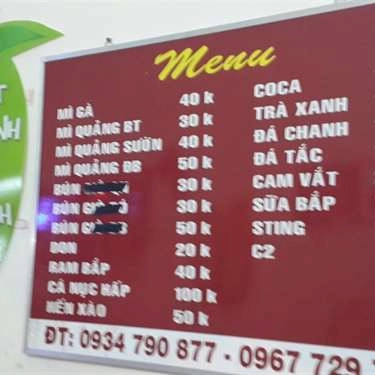 Menu
MÌ GÀ 40 k
MÌ QUẢNG BT 30 k
MÌ QUẢNG SƯỜN 40 k
MÌ QUẢNG ĐB 50 k
BÚN 30 k
BÚN 30 k
BÚN 50 k
DON 20 k
RAM BẮP 40 k
CÁ NỤC HẤP 100 k
HẾN XÀO 50 k
COCA
TRÀ XANH
ĐÁ CHANH
ĐÁ TẮC
CAM VẮT
SỮA BẮP
STING
C2
ĐT: 0934 790 877 - 0967 729